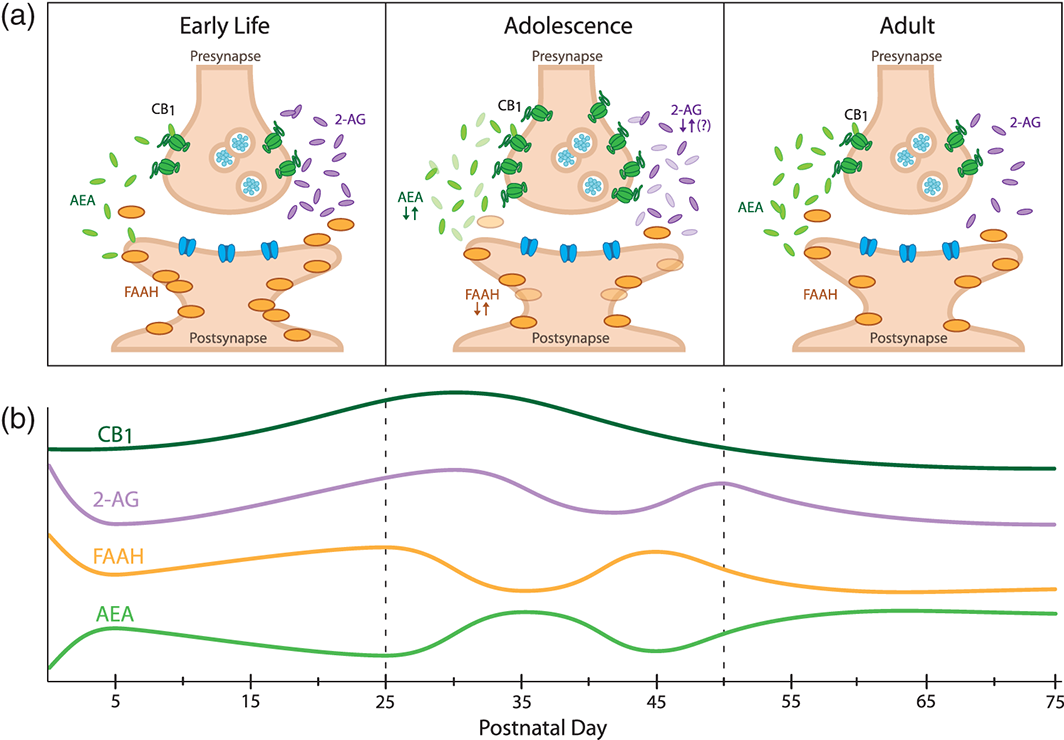 (a)
Early Life
Presynapse
CB1
2-AG
AEA
FAAH
Postsynapse
Adolescence
Presynapse
CB1
2-AG
↓↑(?)
AEA
↓↑
FAAH
↓↑
Postsynapse
Adult
Presynapse
CB1
2-AG
AEA
FAAH
Postsynapse
(b)
CB1
2-AG
FAAH
AEA
5 15 25 35 45 55 65 75
Postnatal Day